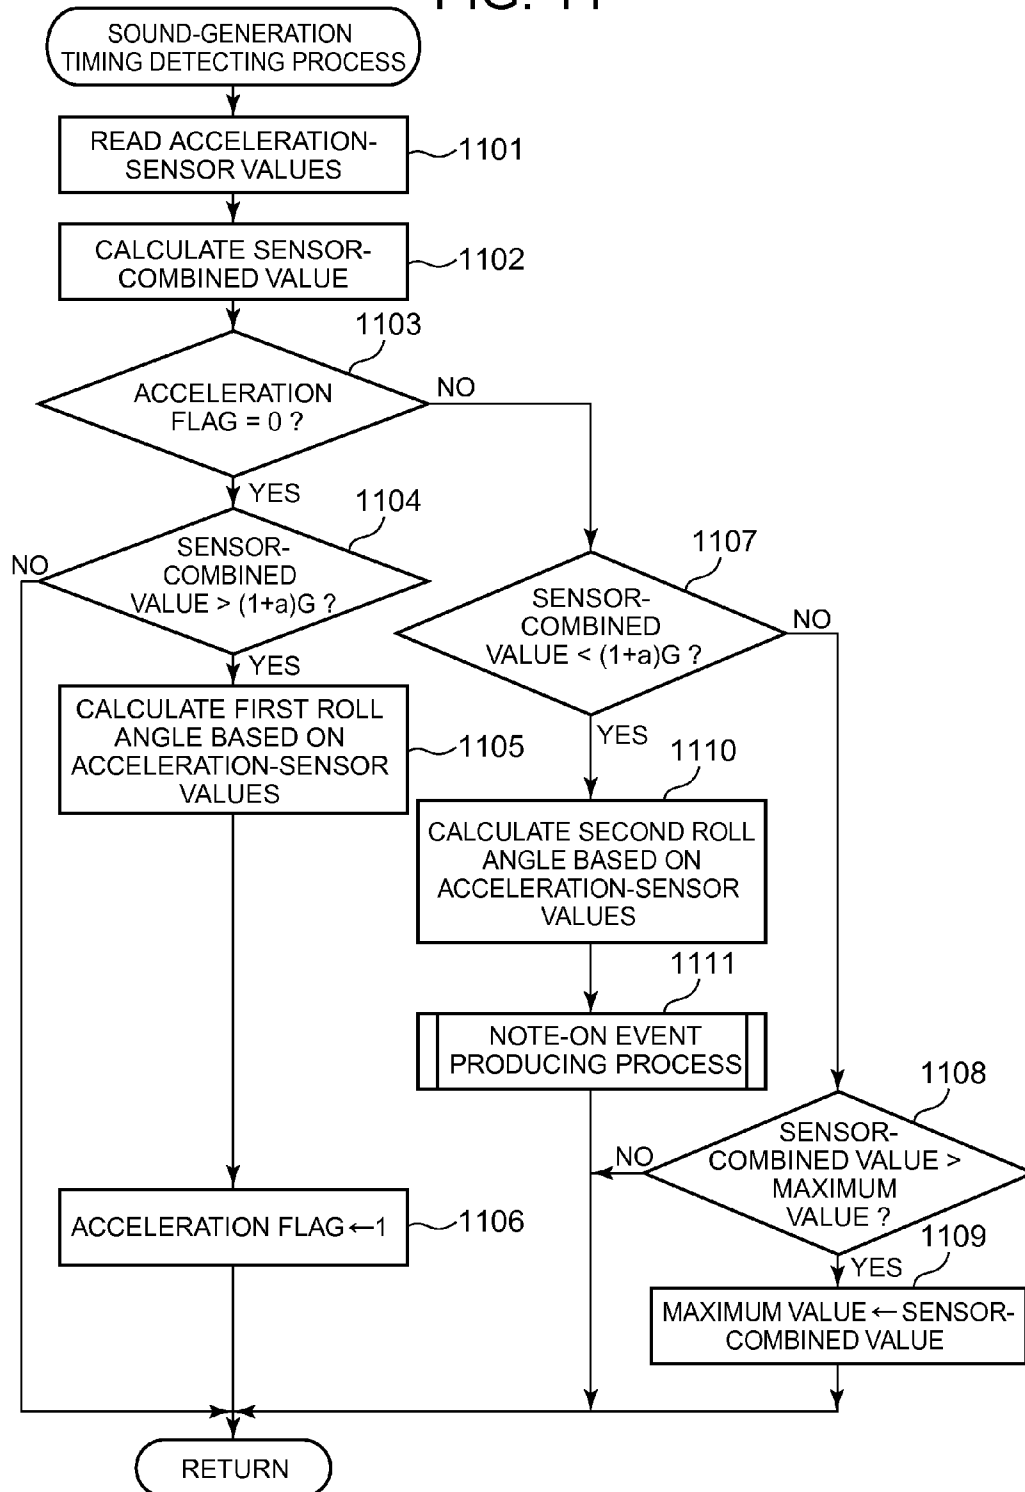 FIG. 11
SOUND-GENERATION
TIMING DETECTING PROCESS
READ ACCELERATION-
SENSOR VALUES
1101
CALCULATE SENSOR-
COMBINED VALUE
1102
1103
ACCELERATION
FLAG = 0 ?
NO
YES
1104
SENSOR-
COMBINED
VALUE > (1+a)G ?
NO
YES
1107
SENSOR-
COMBINED
VALUE < (1+a)G ?
NO
YES
CALCULATE FIRST ROLL
ANGLE BASED ON
ACCELERATION-SENSOR
VALUES
1105
1110
CALCULATE SECOND ROLL
ANGLE BASED ON
ACCELERATION-SENSOR
VALUES
1111
NOTE-ON EVENT
PRODUCING PROCESS
1108
SENSOR-
COMBINED VALUE >
MAXIMUM
VALUE ?
NO
YES
ACCELERATION FLAG ← 1
1106
1109
MAXIMUM VALUE ← SENSOR-
COMBINED VALUE
RETURN